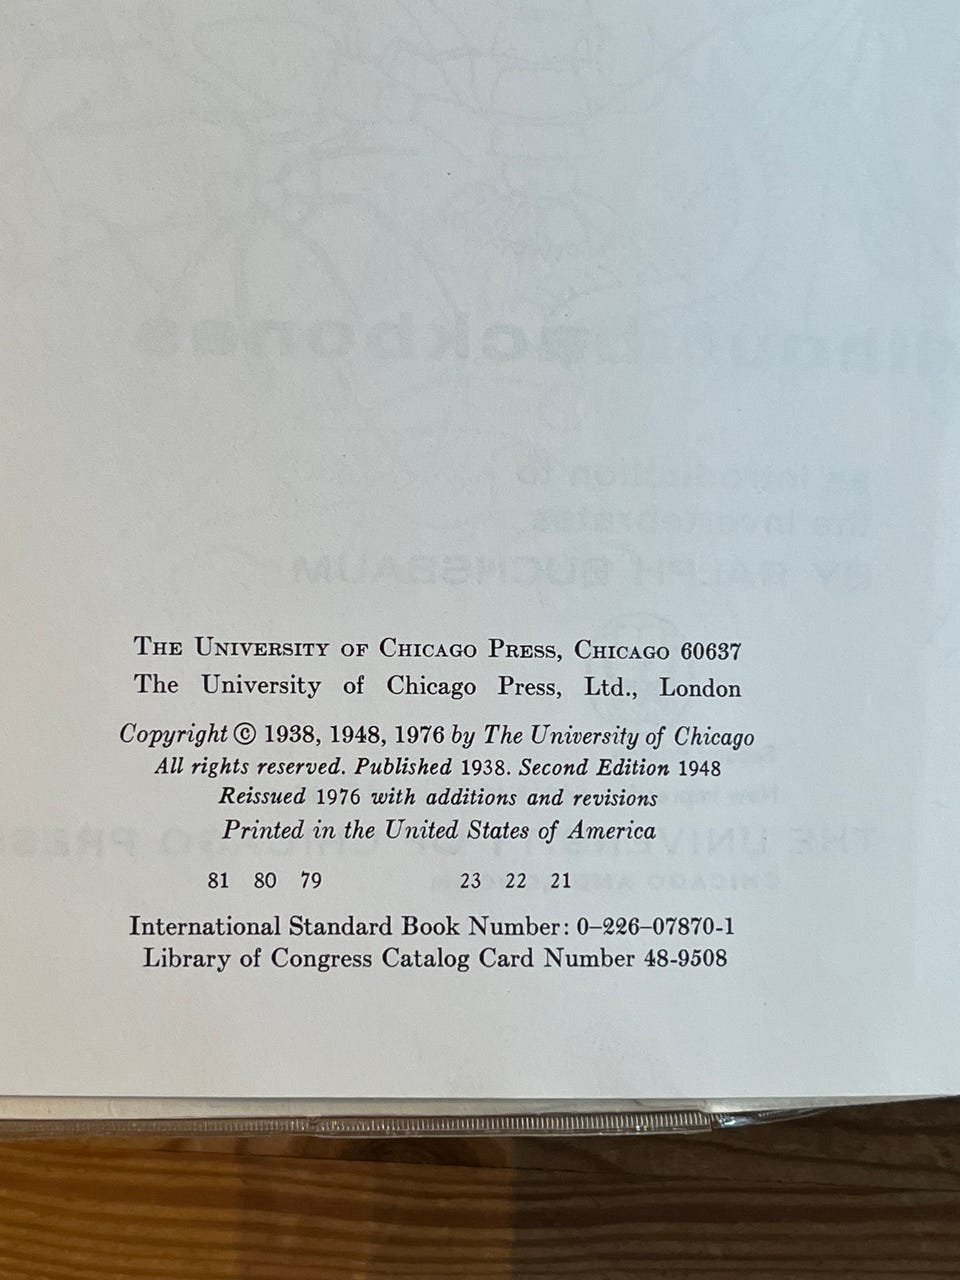 THE UNIVERSITY OF CHICAGO PRESS, CHICAGO 60637
The University of Chicago Press, Ltd., London
Copyright © 1938, 1948, 1976 by The University of Chicago
All rights reserved. Published 1938. Second Edition 1948
Reissued 1976 with additions and revisions
Printed in the United States of America
81 80 79 23 22 21
International Standard Book Number: 0–226–07870-1
Library of Congress Catalog Card Number 48-9508